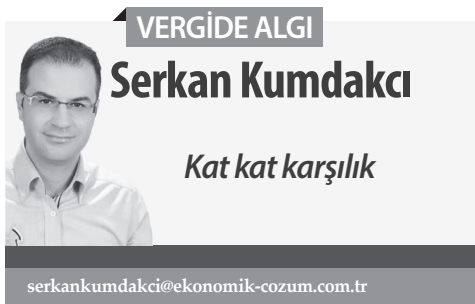 VERGİDE ALGI
Serkan Kumdakcı
Kat kat karşılık
serkankumdakci@ekonomik-cozum.com.tr